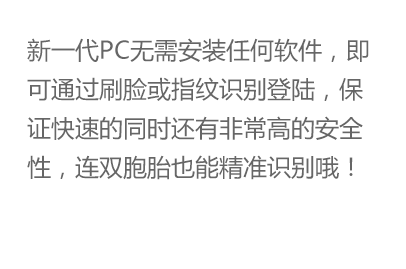 新一代PC无需安装任何软件，即
可通过刷脸或指纹识别登陆，保
证快速的同时还有非常高的安全
性，连双胞胎也能精准识别哦！